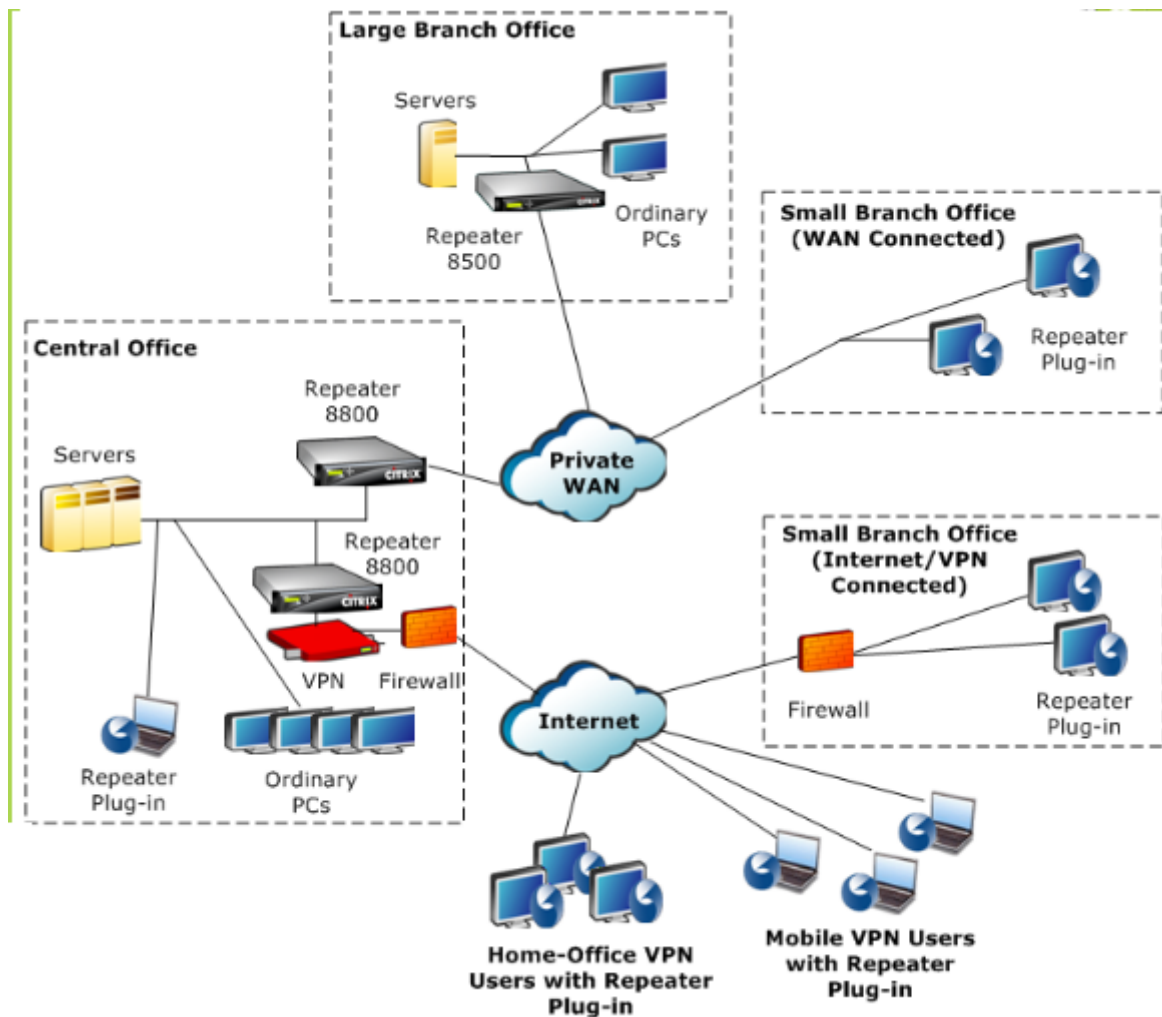 Large Branch Office
Servers
CITRIX
Repeater
8500
Ordinary
PCs
Small Branch Office
(WAN Connected)
Repeater
Plug-in
Central Office
Repeater
8800
Servers
CITRIX
Private
WAN
Repeater
8800
CITRIX
VPN
Firewall
Repeater
Plug-in
Ordinary
PCs
Small Branch Office
(Internet/VPN
Connected)
Firewall
Repeater
Plug-in
Internet
Home-Office VPN
Users with Repeater
Plug-in
Mobile VPN Users
with Repeater
Plug-in